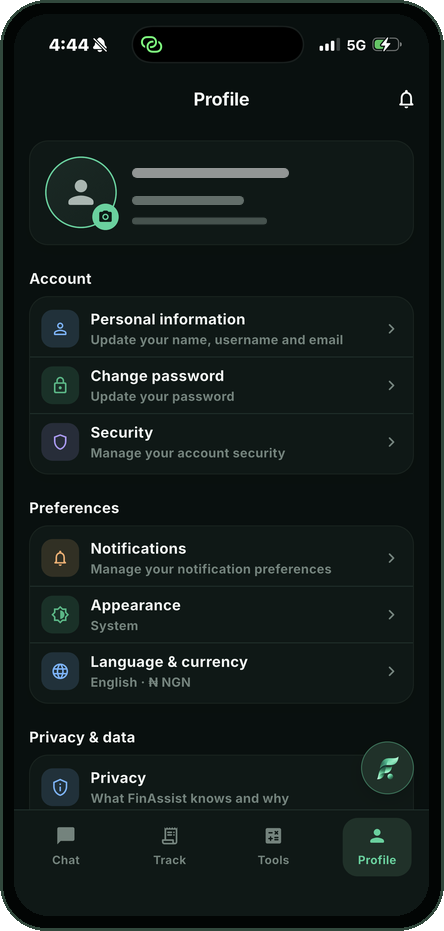 4:44
5G
Profile
Account
Personal information
Update your name, username and email
Change password
Update your password
Security
Manage your account security
Preferences
Notifications
Manage your notification preferences
Appearance
System
Language & currency
English · ₦ NGN
Privacy & data
Privacy
What FinAssist knows and why
Chat
Track
Tools
Profile